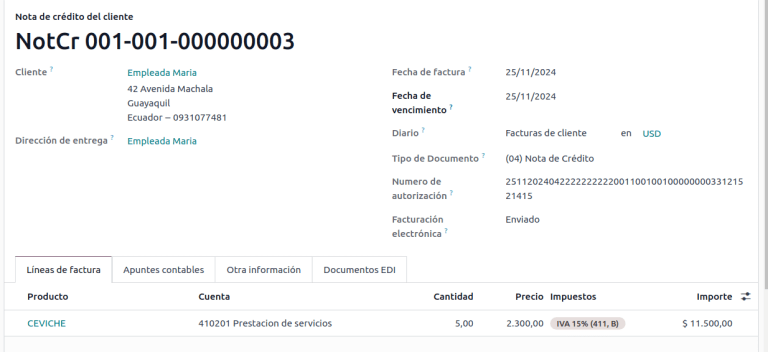 Nota de crédito del cliente
NotCr 001-001-000000003
Cliente ?
Empleada Maria
42 Avenida Machala
Guayaquil
Ecuador – 0931077481
Dirección de entrega ?
Empleada Maria
Fecha de factura ?
25/11/2024
Fecha de
vencimiento ?
25/11/2024
Diario ?
Facturas de cliente en USD
Tipo de Documento ?
(04) Nota de Crédito
Numero de
autorización ?
25112024042222222222001100100100000000331215
21415
Facturación
electrónica ?
Enviado
Líneas de factura Apuntes contables Otra información Documentos EDI
Producto Cuenta Cantidad Precio Impuestos Importe
CEVICHE 410201 Prestacion de servicios 5,00 2.300,00 IVA 15% (411, B) $ 11.500,00